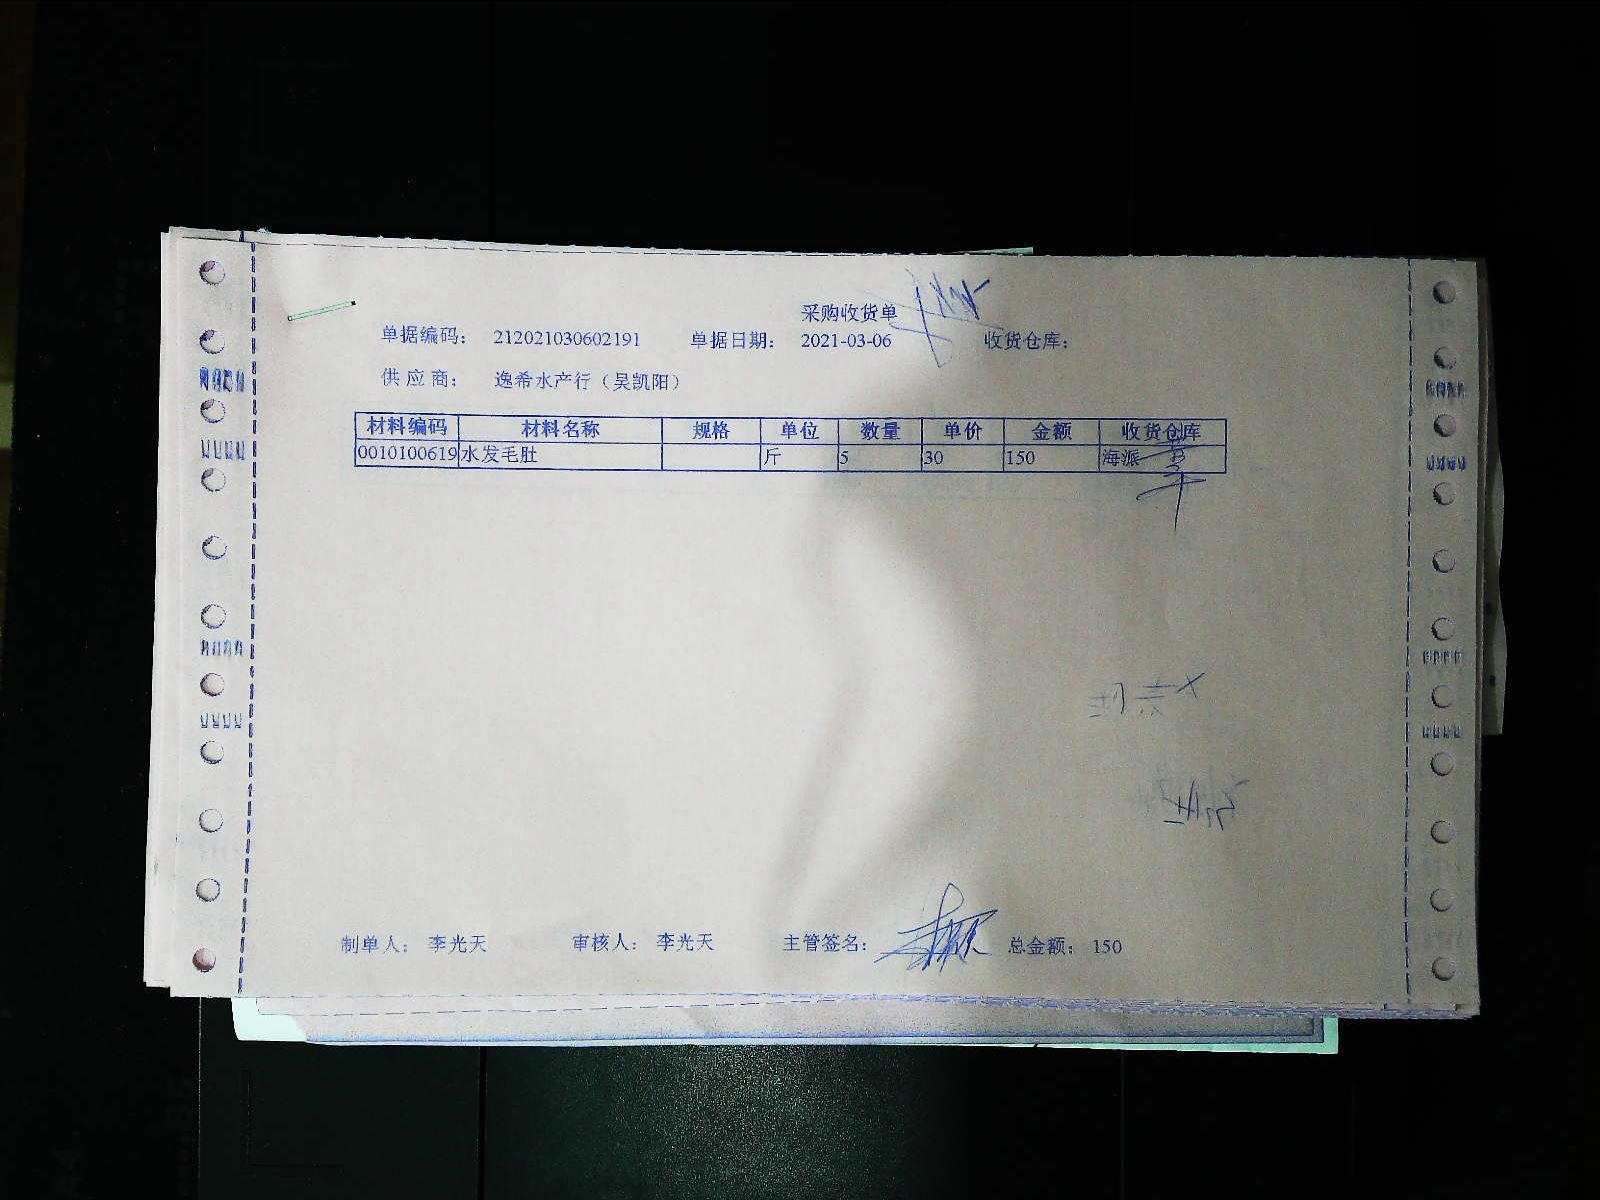 采购收货单
单据编码： 212021030602191 单据日期： 2021-03-06 收货仓库：
供 应 商： 逸希水产行（吴凯阳）
材料编码 材料名称 规格 单位 数量 单价 金额 收货仓库
0010100619 水发毛肚 斤 5 30 150 海派
制单人： 李光天 审核人： 李光天 主管签名： 总金额： 150